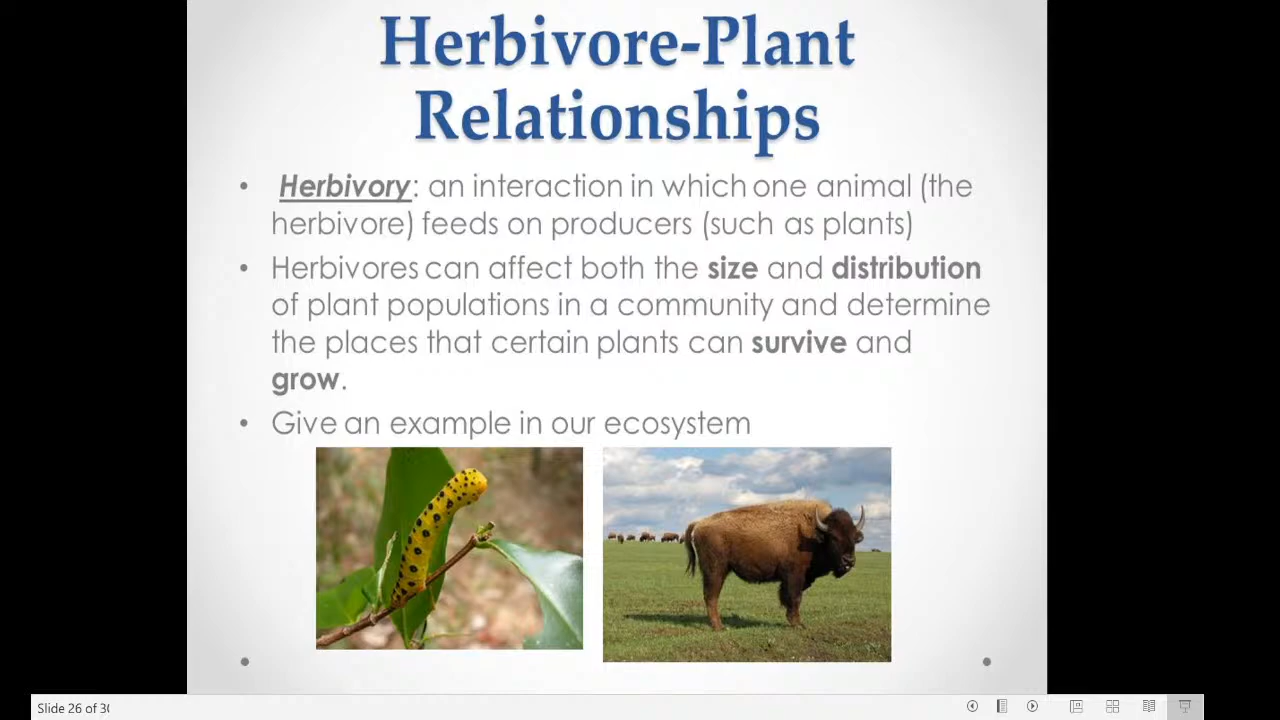 Herbivore-Plant
Relationships
• Herbivory: an interaction in which one animal (the
herbivore) feeds on producers (such as plants)
• Herbivores can affect both the size and distribution
of plant populations in a community and determine
the places that certain plants can survive and
grow.
• Give an example in our ecosystem
Slide 26 of 30